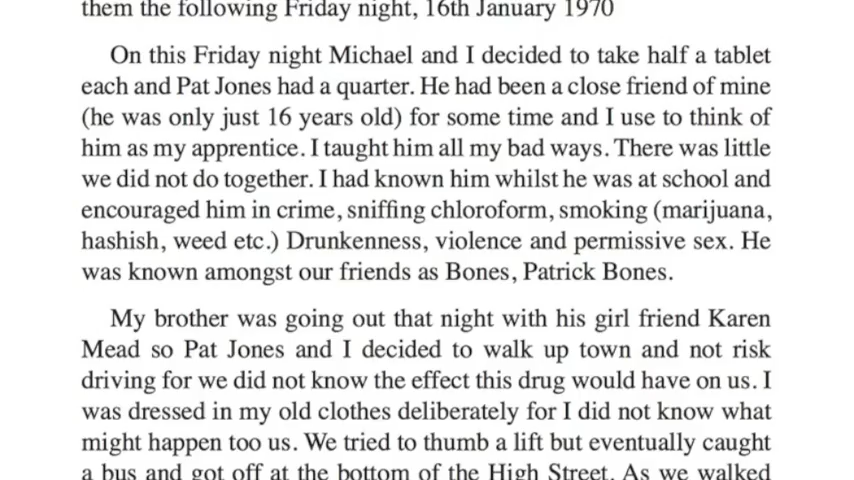 them the following Friday night, 16th January 1970
On this Friday night Michael and I decided to take half a tablet
each and Pat Jones had a quarter. He had been a close friend of mine
(he was only just 16 years old) for some time and I use to think of
him as my apprentice. I taught him all my bad ways. There was little
we did not do together. I had known him whilst he was at school and
encouraged him in crime, sniffing chloroform, smoking (marijuana,
hashish, weed etc.) Drunkenness, violence and permissive sex. He
was known amongst our friends as Bones, Patrick Bones.
My brother was going out that night with his girl friend Karen
Mead so Pat Jones and I decided to walk up town and not risk
driving for we did not know the effect this drug would have on us. I
was dressed in my old clothes deliberately for I did not know what
might happen too us. We tried to thumb a lift but eventually caught
a bus and got off at the bottom of the High Street. As we walked